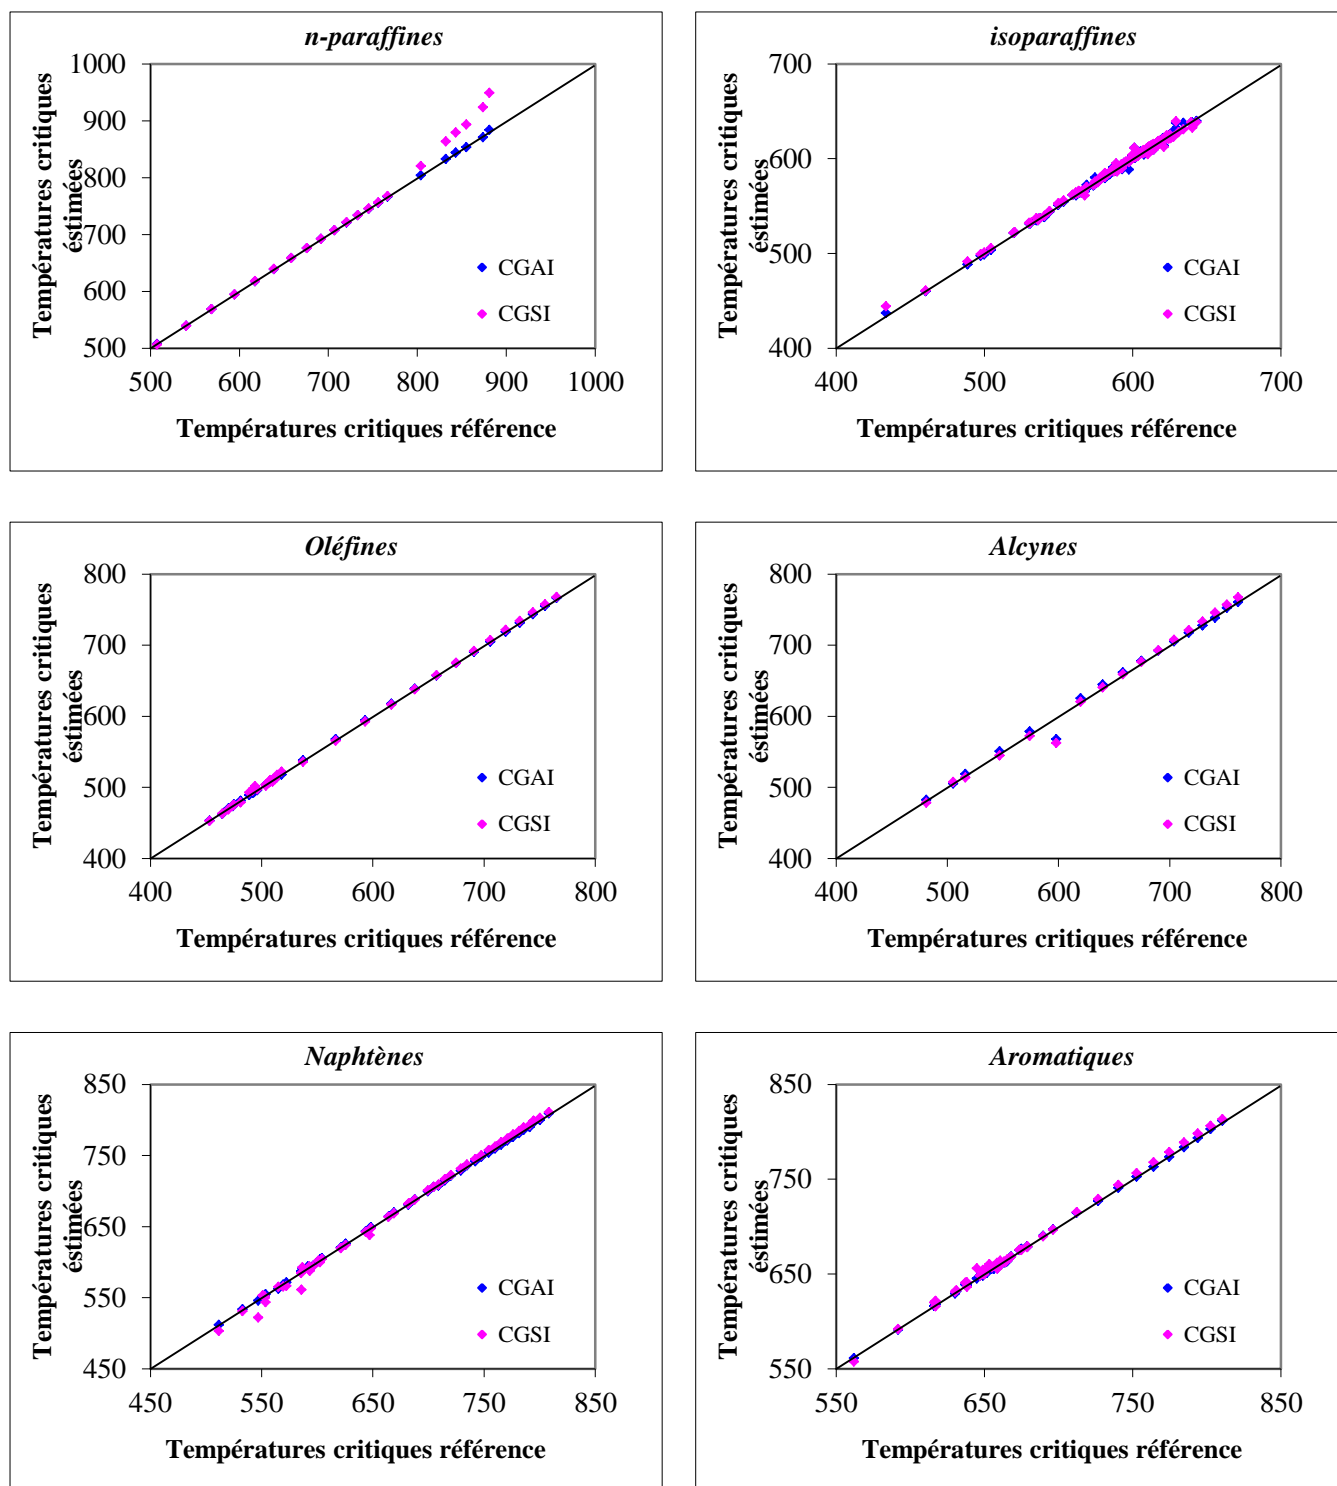 n-paraffines
Températures critiques
éstimées
1000
900
800
700
600
500
CGAI
CGSI
500 600 700 800 900 1000
Températures critiques référence
isoparaffines
Températures critiques
éstimées
700
600
500
400
CGAI
CGSI
400 500 600 700
Températures critiques référence
Oléfines
Températures critiques
éstimées
800
700
600
500
400
CGAI
CGSI
400 500 600 700 800
Températures critiques référence
Alcynes
Températures critiques
éstimées
800
700
600
500
400
CGAI
CGSI
400 500 600 700 800
Températures critiques référence
Naphtènes
Températures critiques
éstimées
850
750
650
550
450
CGAI
CGSI
450 550 650 750 850
Températures critiques référence
Aromatiques
Températures critiques
éstimées
850
750
650
550
CGAI
CGSI
550 650 750 850
Températures critiques référence